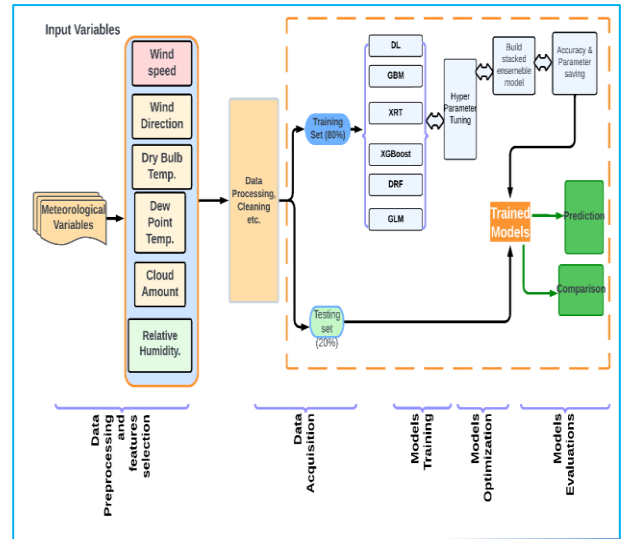 Input Variables
Wind
speed
Wind
Direction
Dry Bulb
Temp.
Dew
Point
Temp.
Cloud
Amount
Relative
Humidity.
Meteorological
Variables
Data
Processing,
Cleaning
etc.
Training
Set (80%)
Testing
set
(20%)
DL
GBM
XRT
XGBoost
DRF
GLM
Hyper
Parameter
Tuning
Build
stacked
ensemeble
model
Accuracy &
Parameter
saving
Trained
Models
Prediction
Comparison
Data
Preprocessing
and
features
selection
Data
Acquisition
Models
Training
Models
Optimization
Models
Evaluations